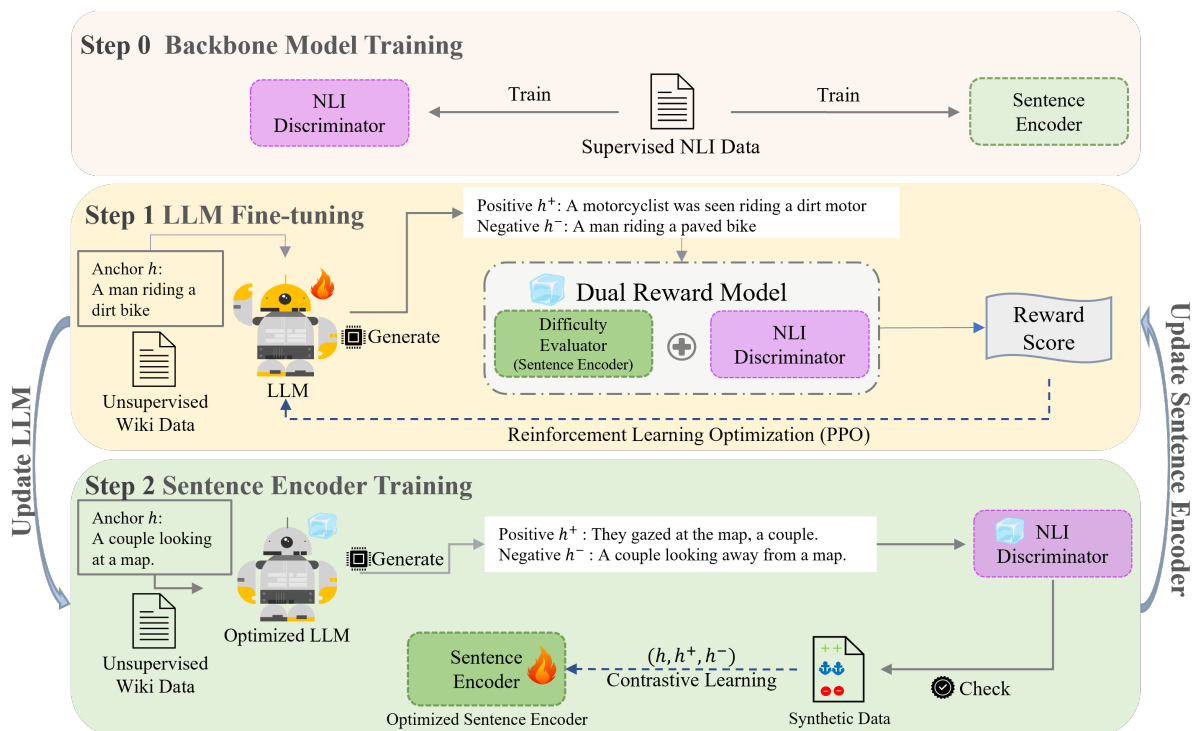 Step 0 Backbone Model Training
NLI
Discriminator
Train
Supervised NLI Data
Train
Sentence
Encoder
Step 1 LLM Fine-tuning
Anchor h:
A man riding a
dirt bike
Unsupervised
Wiki Data
LLM
Generate
Positive h⁺: A motorcyclist was seen riding a dirt motor
Negative h⁻: A man riding a paved bike
Dual Reward Model
Difficulty
Evaluator
(Sentence Encoder)
NLI
Discriminator
Reward
Score
Reinforcement Learning Optimization (PPO)
Update LLM
Update Sentence Encoder
Step 2 Sentence Encoder Training
Anchor h:
A couple looking
at a map.
Unsupervised
Wiki Data
Optimized LLM
Generate
Positive h⁺ : They gazed at the map, a couple.
Negative h⁻ : A couple looking away from a map.
NLI
Discriminator
Check
Synthetic Data
(h, h⁺, h⁻)
Contrastive Learning
Sentence
Encoder
Optimized Sentence Encoder